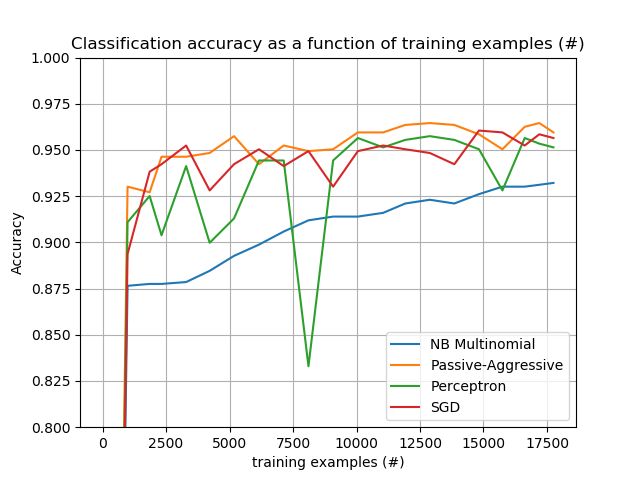 Classification accuracy as a function of training examples (#)
1.000
0.975
0.950
0.925
0.900
0.875
0.850
0.825
0.800
Accuracy
NB Multinomial
Passive-Aggressive
Perceptron
SGD
0 2500 5000 7500 10000 12500 15000 17500
training examples (#)